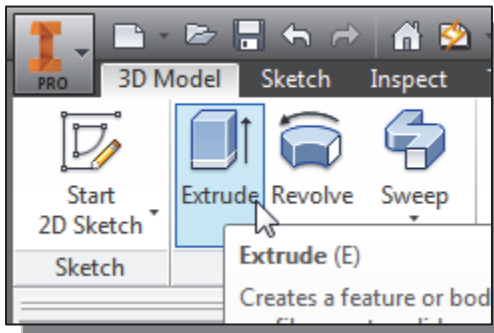 PRO
3D Model Sketch Inspect
Start
2D Sketch
Extrude Revolve Sweep
Sketch
Extrude (E)
Creates a feature or bod